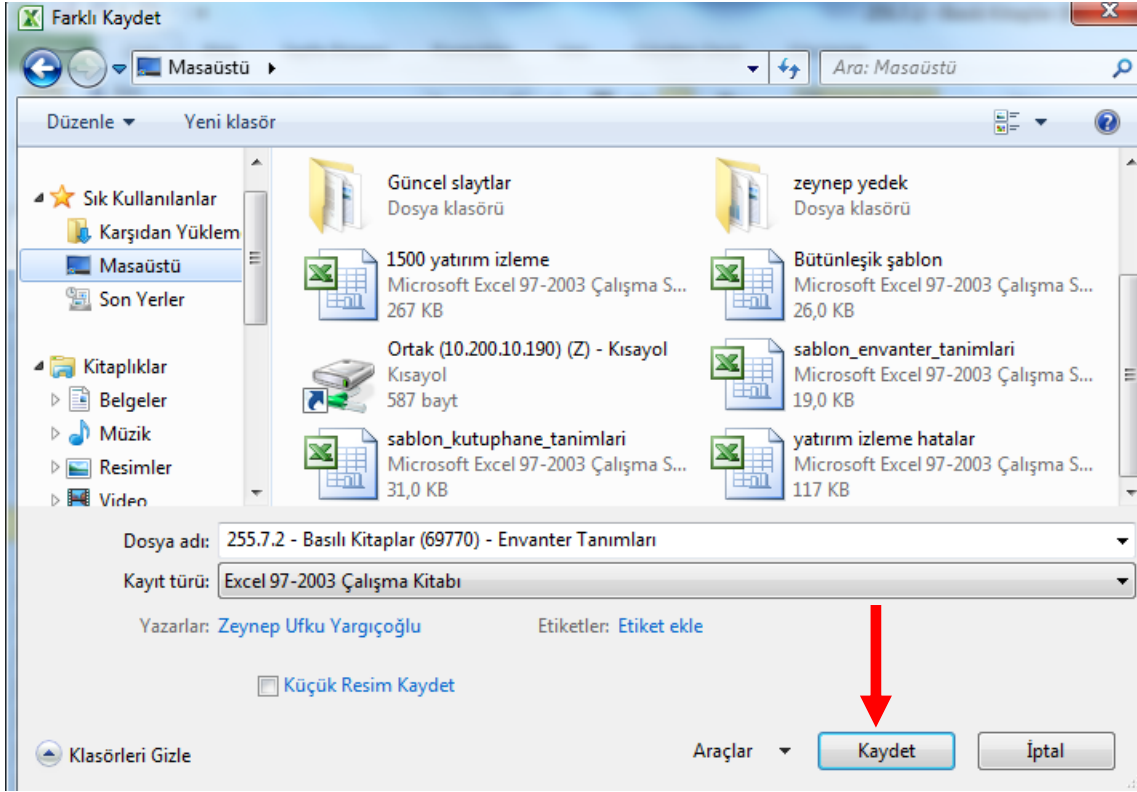 Farklı Kaydet
Masaüstü
Ara: Masaüstü
Düzenle
Yeni klasör
Sık Kullanılanlar
Karşıdan Yüklem
Masaüstü
Son Yerler
Kitaplıklar
Belgeler
Müzik
Resimler
Video
Güncel slaytlar
Dosya klasörü
zeynep yedek
Dosya klasörü
1500 yatırım izleme
Microsoft Excel 97-2003 Çalışma S...
267 KB
Bütünleşik şablon
Microsoft Excel 97-2003 Çalışma S...
26,0 KB
Ortak (10.200.10.190) (Z) - Kısayol
Kısayol
587 bayt
sablon_envanter_tanimlari
Microsoft Excel 97-2003 Çalışma S...
19,0 KB
sablon_kutuphane_tanimlari
Microsoft Excel 97-2003 Çalışma S...
31,0 KB
yatırım izleme hatalar
Microsoft Excel 97-2003 Çalışma S...
117 KB
Dosya adı: 255.7.2 - Basılı Kitaplar (69770) - Envanter Tanımları
Kayıt türü: Excel 97-2003 Çalışma Kitabı
Yazarlar: Zeynep Ufku Yargıçoğlu
Etiketler: Etiket ekle
Küçük Resim Kaydet
Klasörleri Gizle
Araçlar
Kaydet
İptal